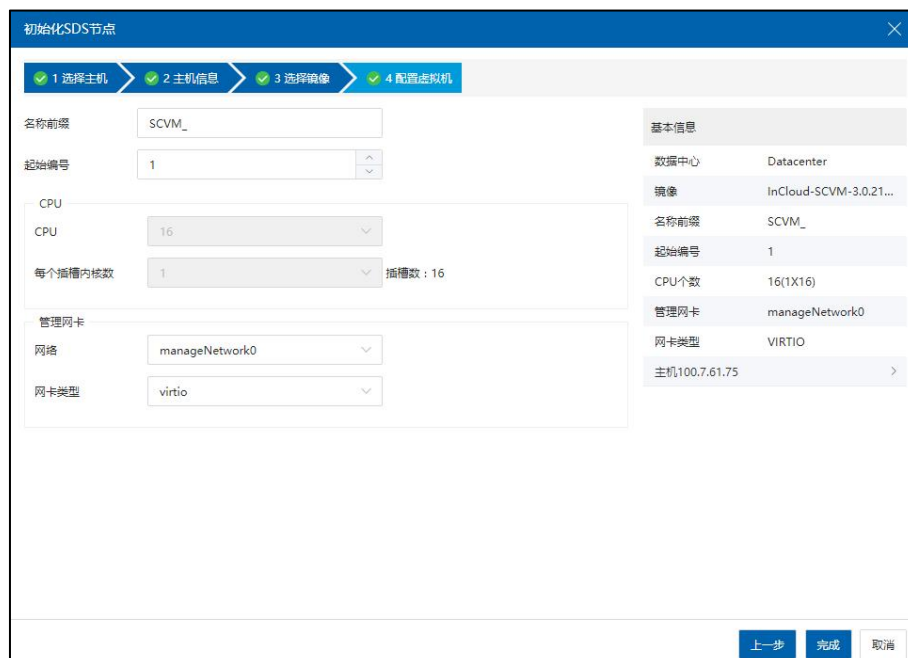 初始化SDS节点
1 选择主机 2 主机信息 3 选择镜像 4 配置虚拟机
名称前缀 SCVM_
起始编号 1
CPU
CPU 16
每个插槽内核数 1 插槽数：16
管理网卡
网络 manageNetwork0
网卡类型 virtio
基本信息
数据中心 Datacenter
镜像 InCloud-SCVM-3.0.21...
名称前缀 SCVM_
起始编号 1
CPU个数 16(1X16)
管理网卡 manageNetwork0
网卡类型 VIRTIO
主机100.7.61.75
上一步 完成 取消